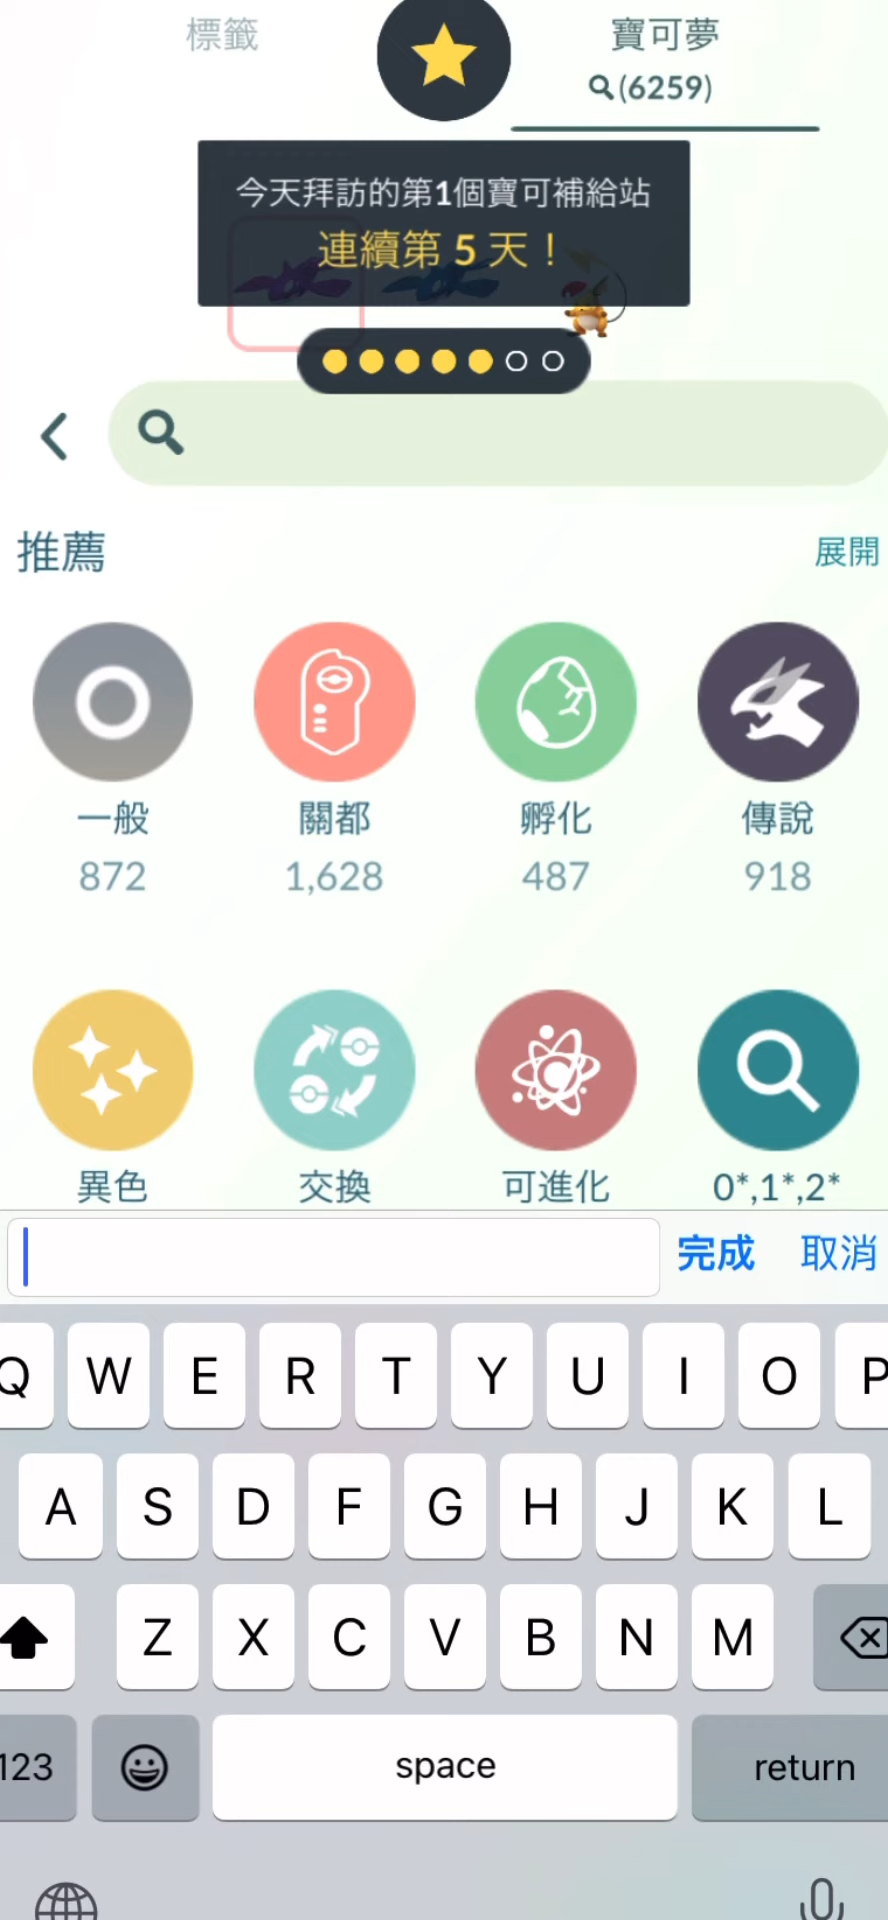 標籤
寶可夢
(6259)
今天拜訪的第1個寶可補給站
連續第 5 天！
推薦
展開
一般
關都
孵化
傳說
872
1,628
487
918
異色
交換
可進化
0*,1*,2*
完成
取消
Q W E R T Y U I O P
A S D F G H J K L
Z X C V B N M
123
space
return